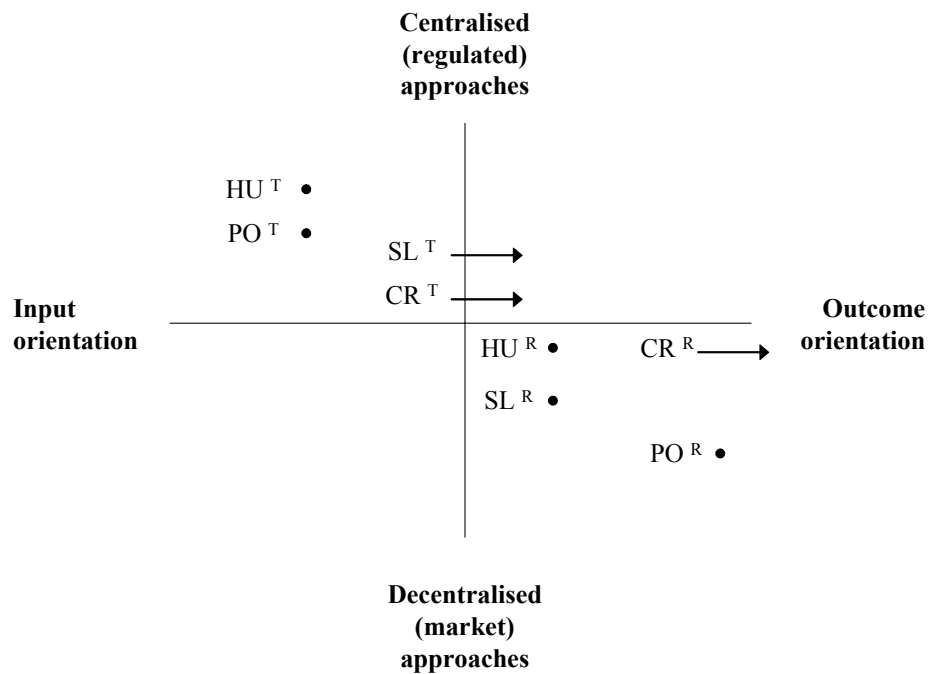 Centralised
(regulated)
approaches
HU T
PO T
SL T
CR T
Input
orientation
Outcome
orientation
HU R
CR R
SL R
PO R
Decentralised
(market)
approaches